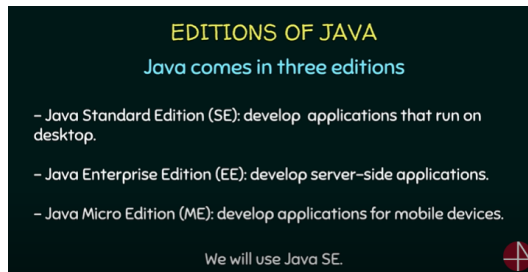 EDITIONS OF JAVA
Java comes in three editions
– Java Standard Edition (SE): develop applications that run on
desktop.
– Java Enterprise Edition (EE): develop server-side applications.
– Java Micro Edition (ME): develop applications for mobile devices.
We will use Java SE.